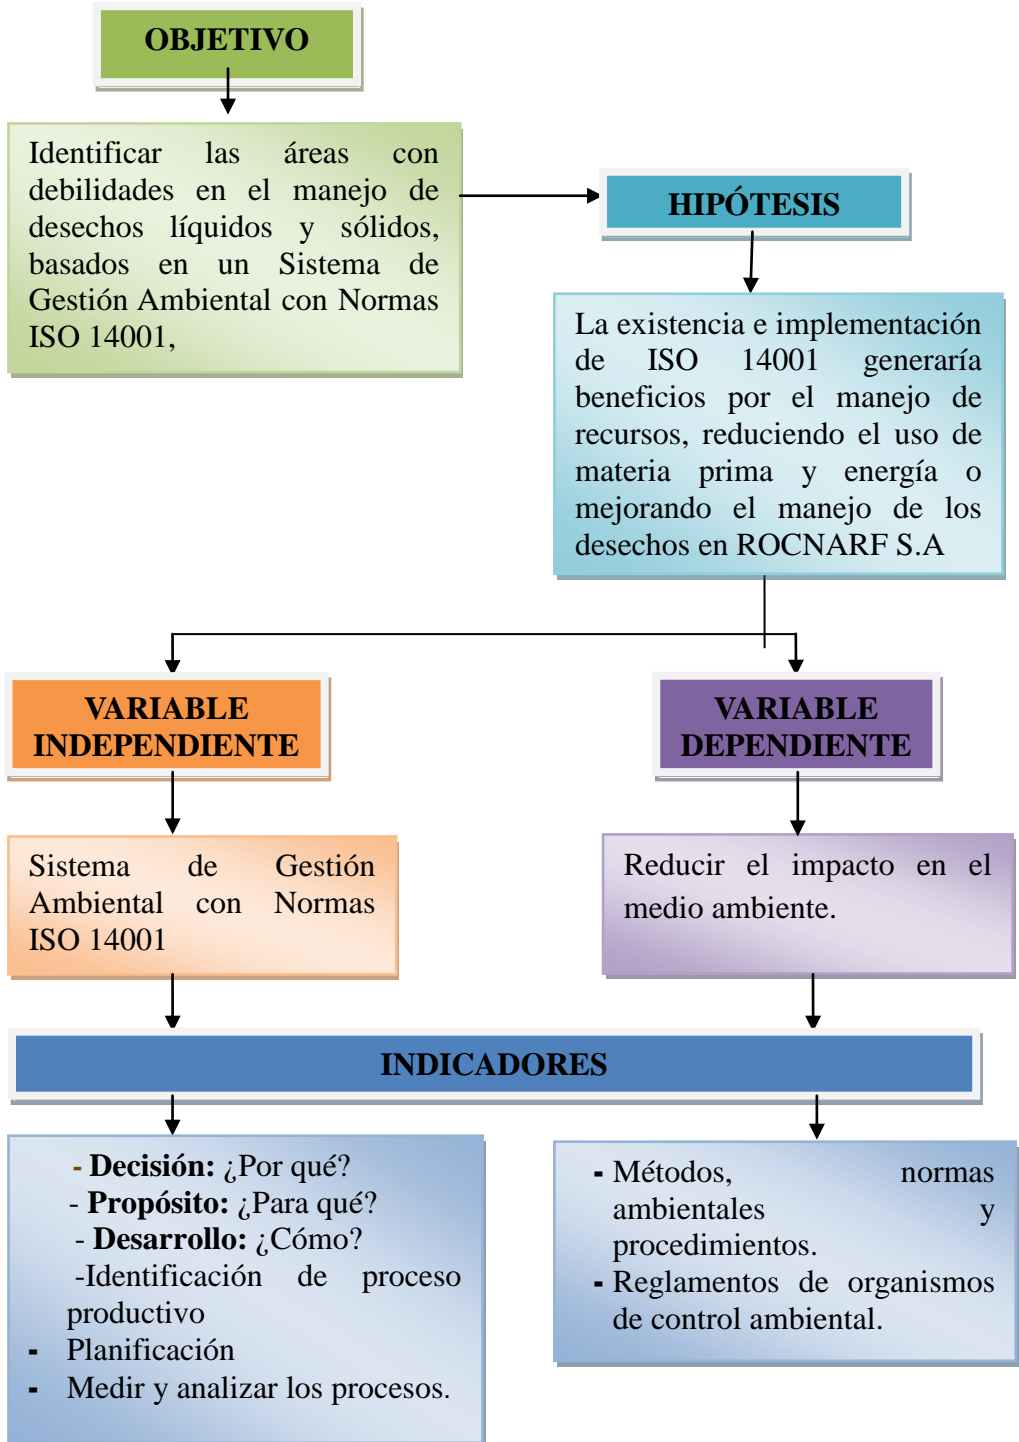 OBJETIVO
Identificar las áreas con
debilidades en el manejo de
desechos líquidos y sólidos,
basados en un Sistema de
Gestión Ambiental con Normas
ISO 14001,
HIPÓTESIS
La existencia e implementación
de ISO 14001 generaría
beneficios por el manejo de
recursos, reduciendo el uso de
materia prima y energía o
mejorando el manejo de los
desechos en ROCNARF S.A
VARIABLE
INDEPENDIENTE
VARIABLE
DEPENDIENTE
Sistema de Gestión
Ambiental con Normas
ISO 14001
Reducir el impacto en el
medio ambiente.
INDICADORES
- Decisión: ¿Por qué?
- Propósito: ¿Para qué?
- Desarrollo: ¿Cómo?
-Identificación de proceso
productivo
- Planificación
- Medir y analizar los procesos.
- Métodos, normas
ambientales y
procedimientos.
- Reglamentos de organismos
de control ambiental.